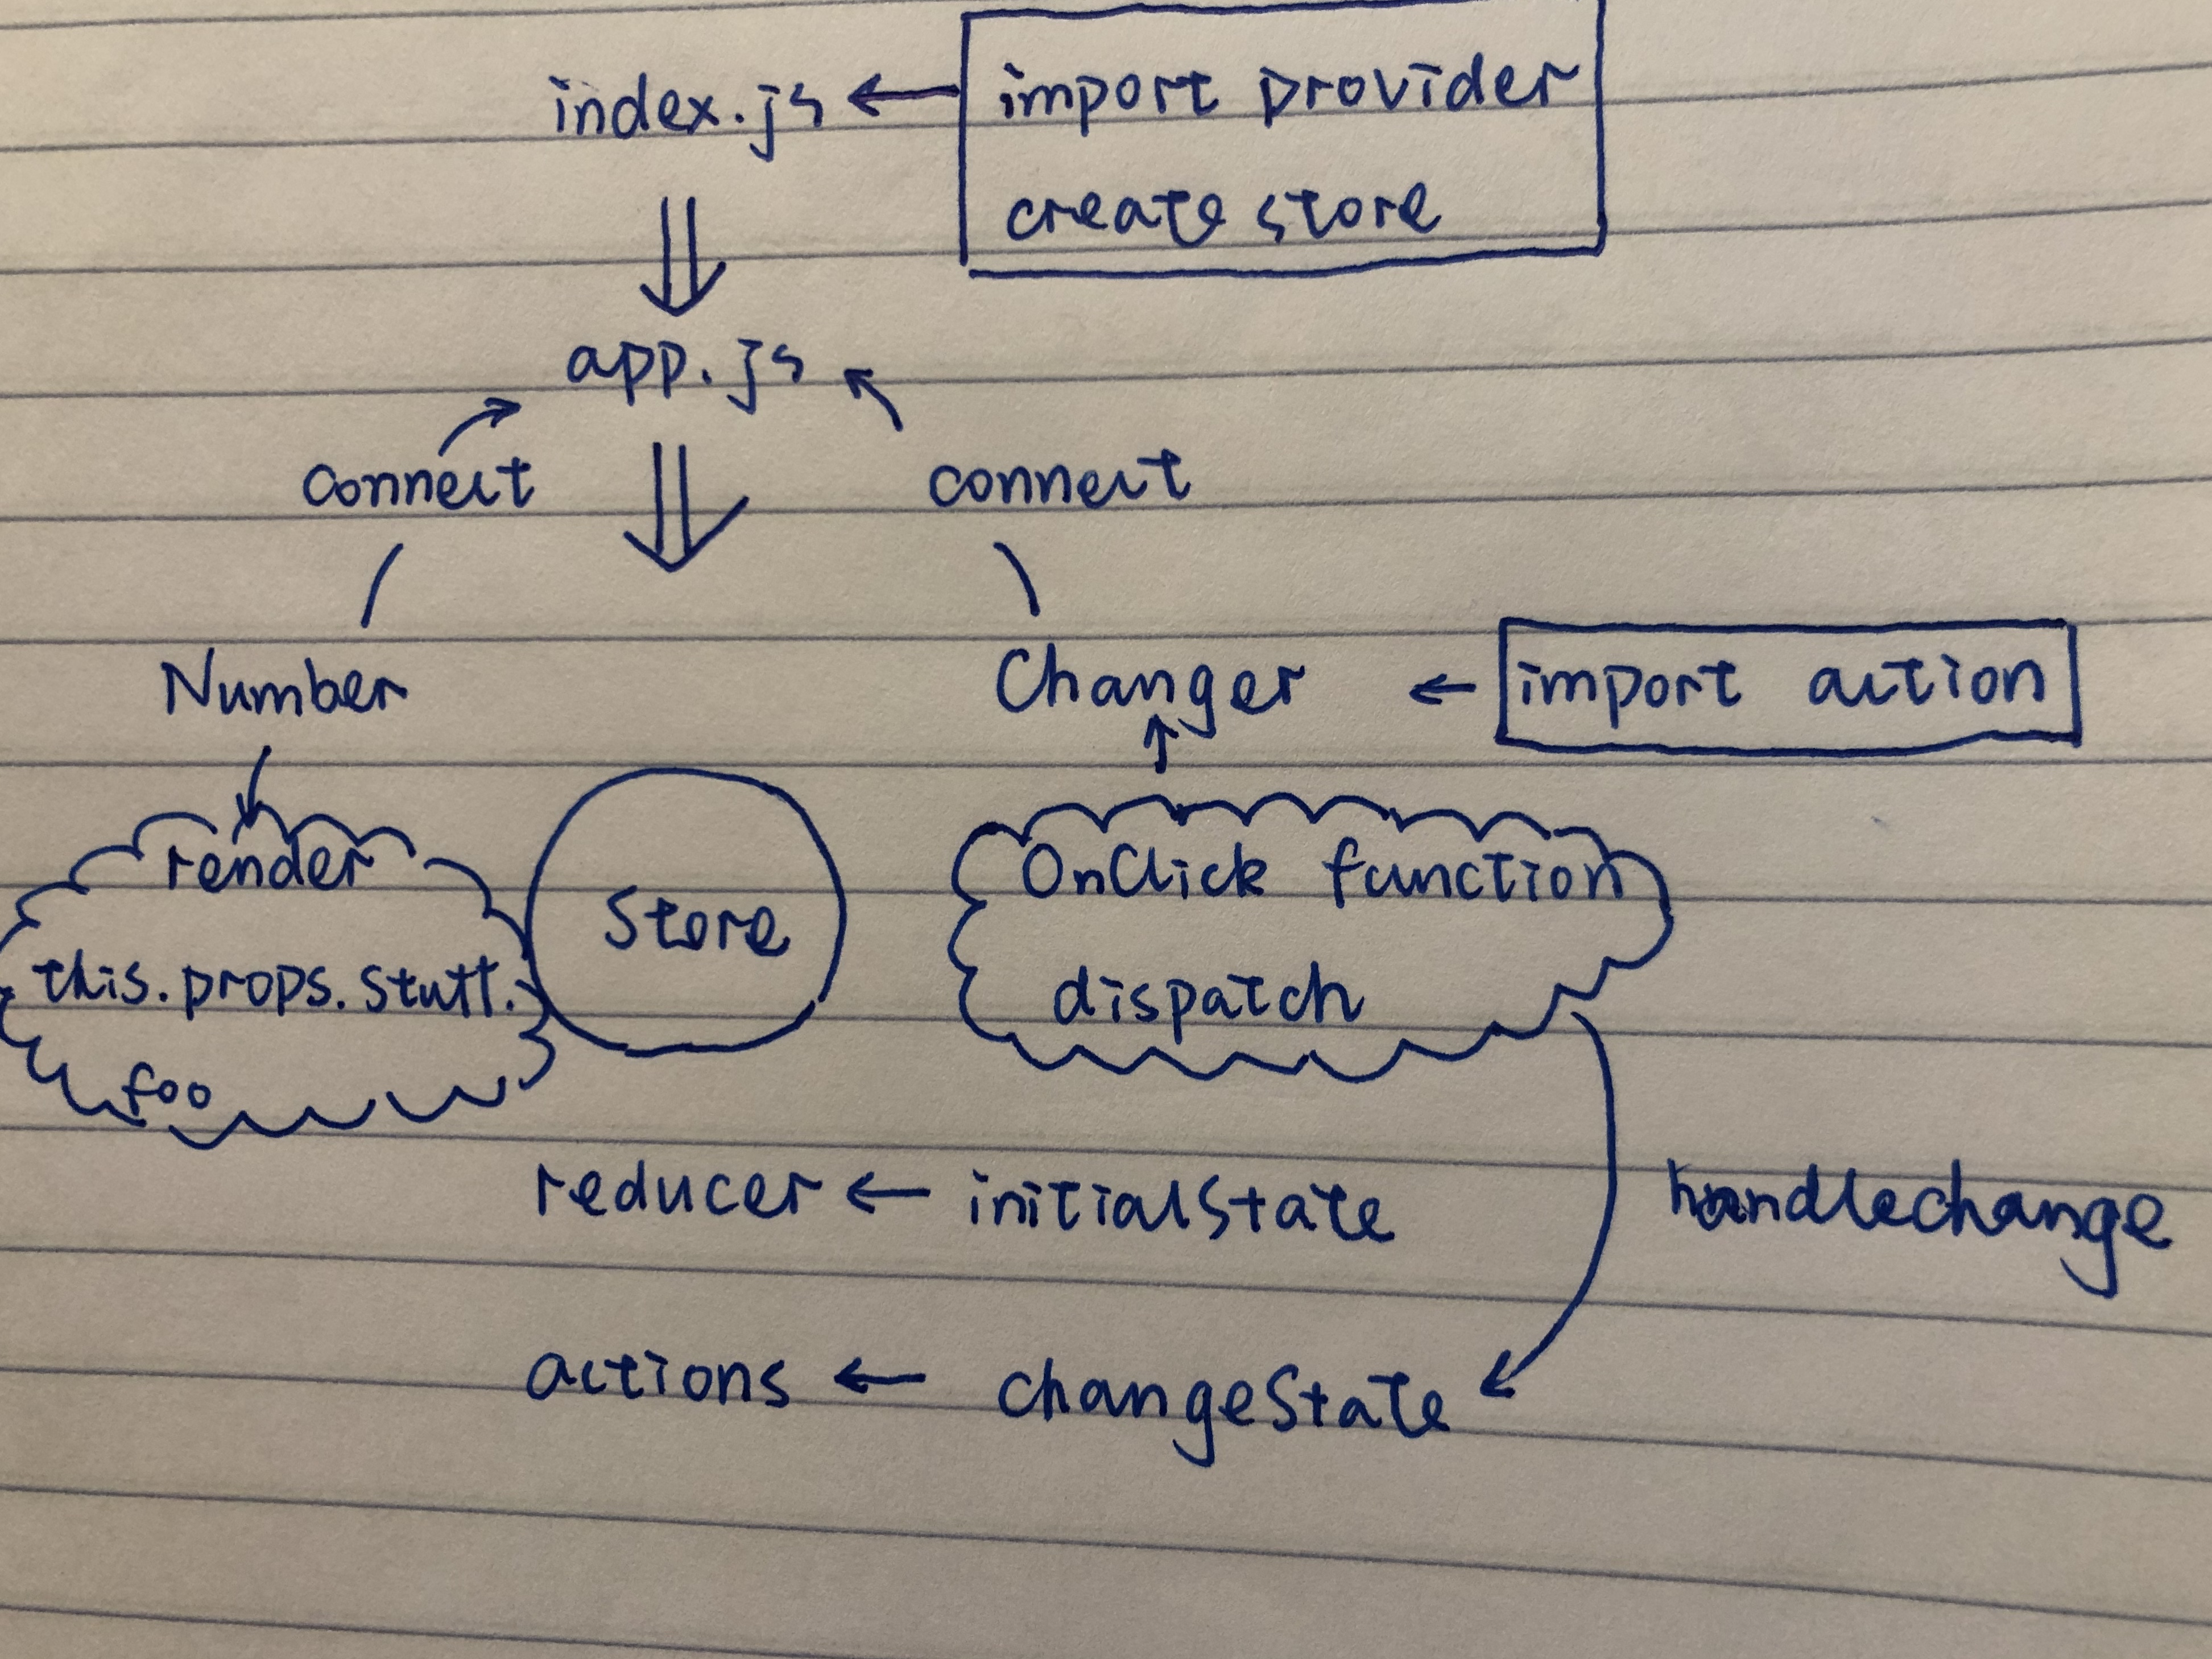 index.js ← import provider
create store
app.js
connect connect
Number Changer ← import action
render
this.props.stuff.
foo
Store
OnClick function
dispatch
reducer ← initialState
handlechange
actions ← changeState